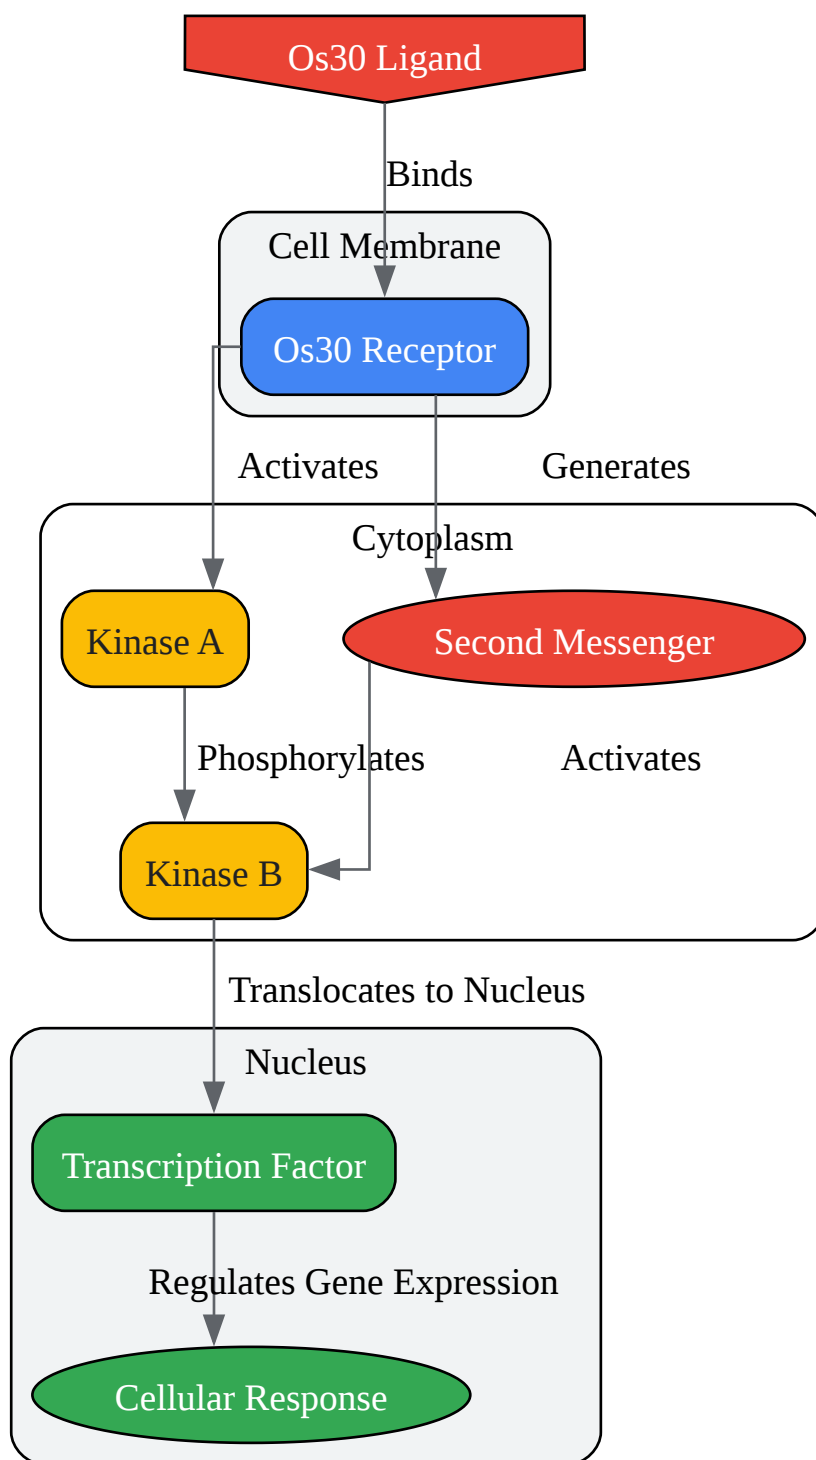 Os30 Ligand
Binds
Cell Membrane
Os30 Receptor
Activates
Generates
Cytoplasm
Kinase A
Second Messenger
Phosphorylates
Activates
Kinase B
Translocates to Nucleus
Nucleus
Transcription Factor
Regulates Gene Expression
Cellular Response